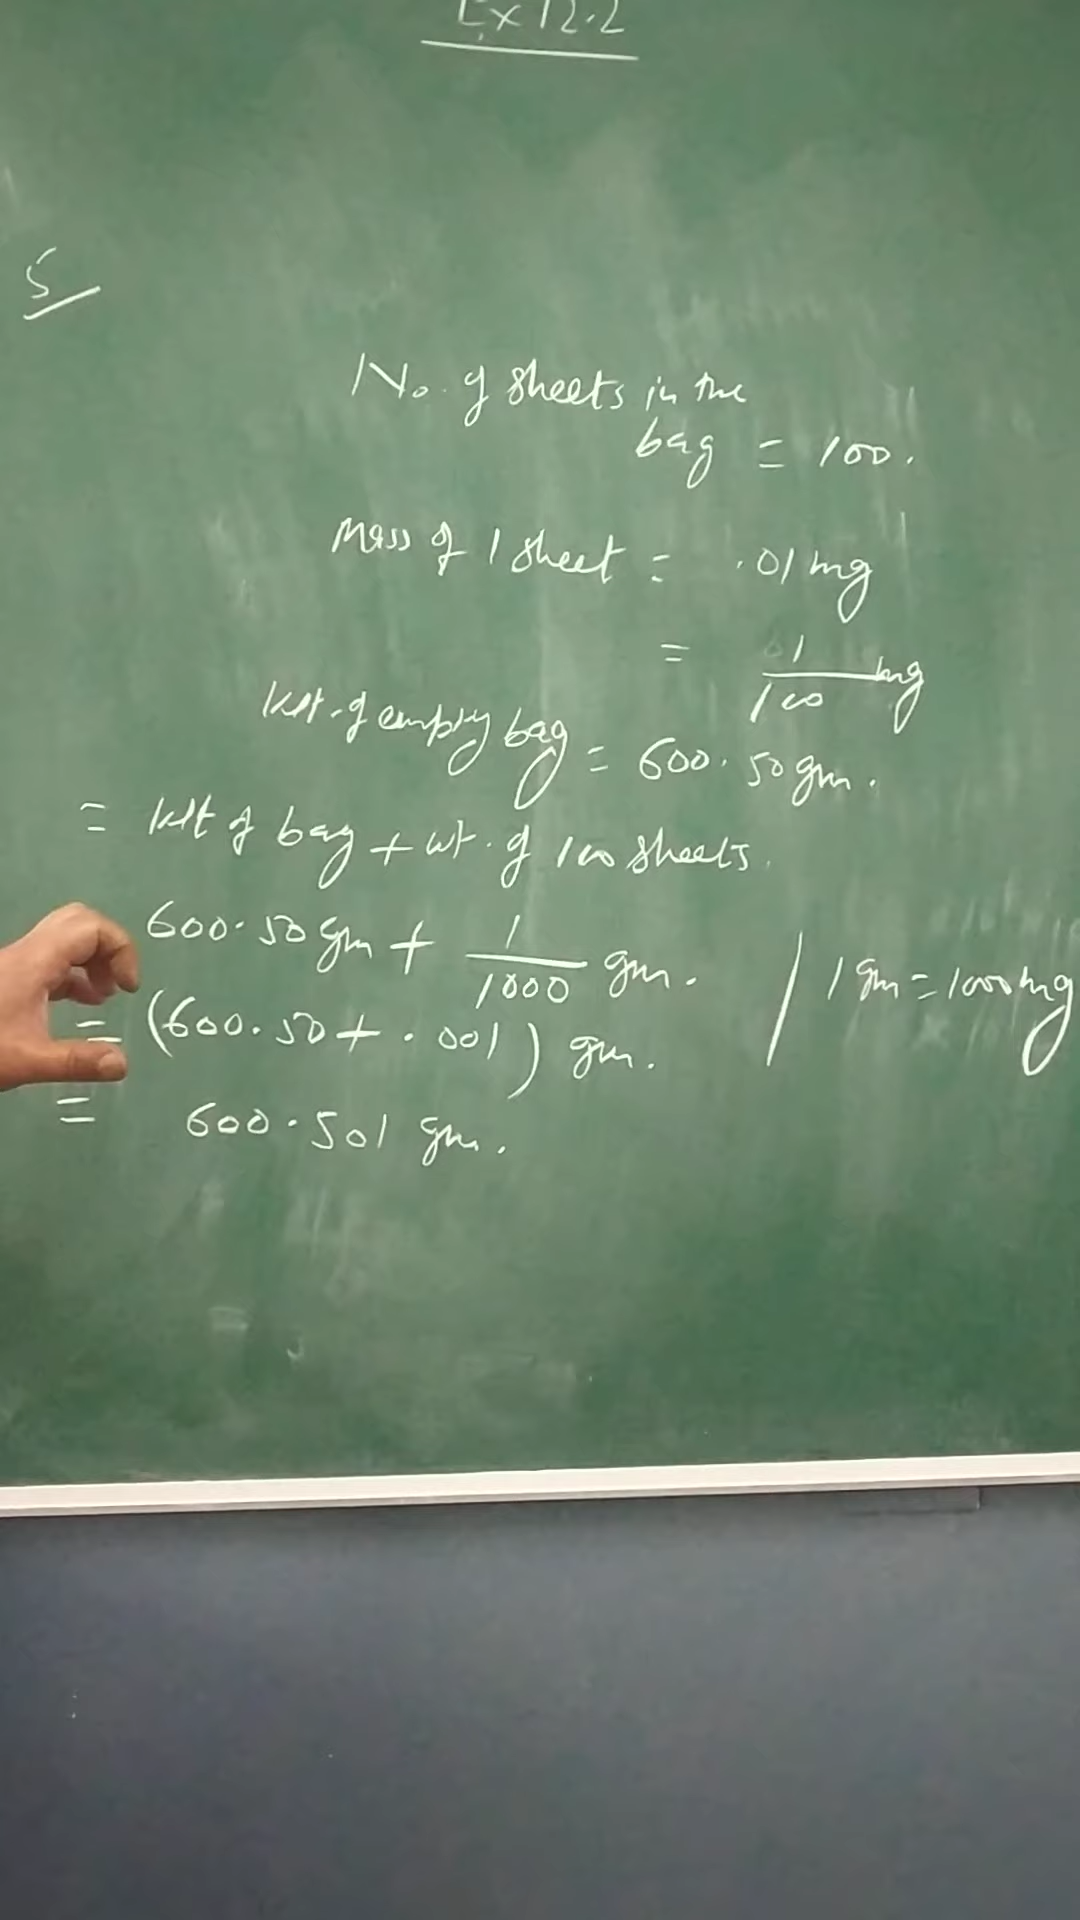 Ex 12.2
5
No. of sheets in the
bag = 100.
Mass of 1 sheet = .01 mg
= 01/100 mg
Wt. of empty bag = 600.50 gm.
= Wt of bag + wt. of 100 sheets.
600.50 gm + 1/1000 gm. | 1 gm = 1000 mg
= (600.50 + .001) gm.
= 600.501 gm.